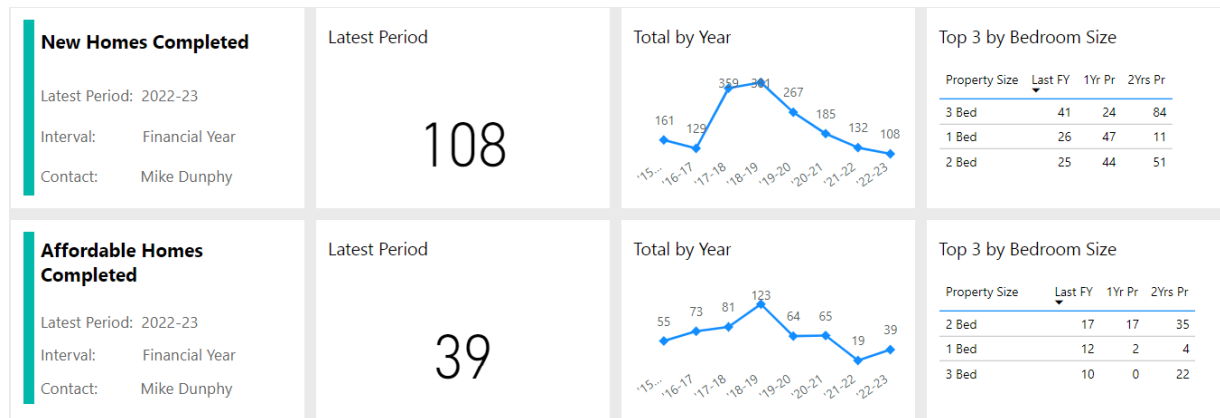 New Homes Completed
Latest Period: 2022-23
Interval: Financial Year
Contact: Mike Dunphy
Latest Period
108
Total by Year
161
129
359
381
267
185
132
108
'15...
'16-17
'17-18
'18-19
'19-20
'20-21
'21-22
'22-23
Top 3 by Bedroom Size
Property Size Last FY 1Yr Pr 2Yrs Pr
3 Bed 41 24 84
1 Bed 26 47 11
2 Bed 25 44 51
Affordable Homes
Completed
Latest Period: 2022-23
Interval: Financial Year
Contact: Mike Dunphy
Latest Period
39
Total by Year
55
73
81
123
64
65
19
39
'15...
'16-17
'17-18
'18-19
'19-20
'20-21
'21-22
'22-23
Top 3 by Bedroom Size
Property Size Last FY 1Yr Pr 2Yrs Pr
2 Bed 17 17 35
1 Bed 12 2 4
3 Bed 10 0 22